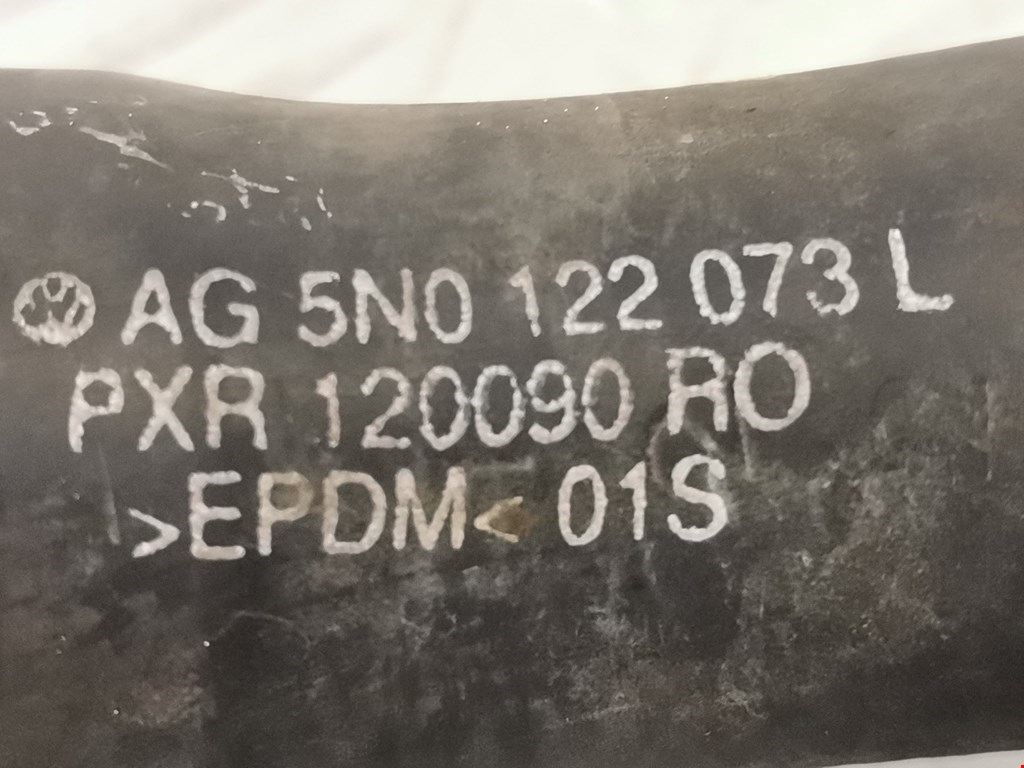 AG 5N0 122 073 L
PXR 120090 RO
>EPDM< 01S